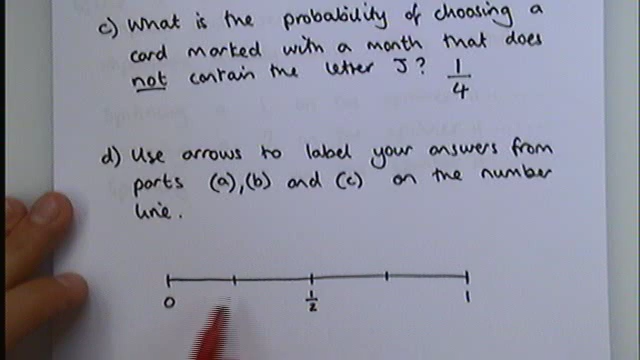 c) What is the probability of choosing a
card marked with a month that does
not contain the letter J? 1/4
d) Use arrows to label your answers from
parts (a), (b) and (c) on the number
line.
0 1/2 1